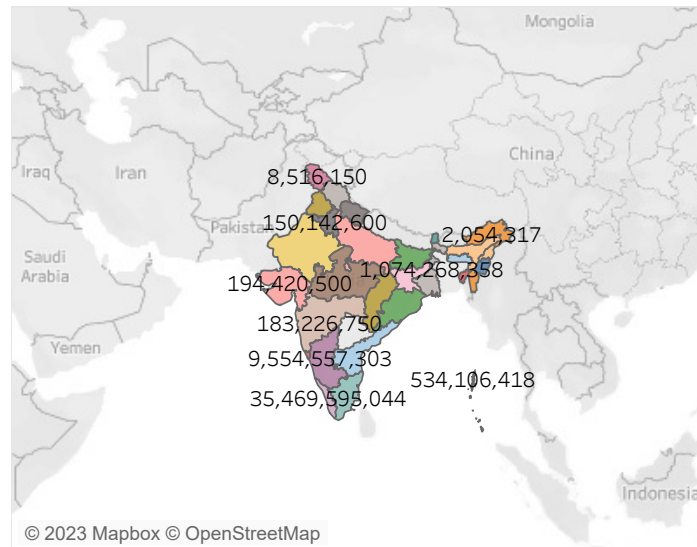 Mongolia
China
Iraq
Iran
8,516,150
Pakistan
150,142,600
2,054,317
Saudi
Arabia
194,420,500
1,074,268,358
183,226,750
Yemen
9,554,557,303
534,106,418
35,469,595,044
Indonesia
© 2023 Mapbox © OpenStreetMap